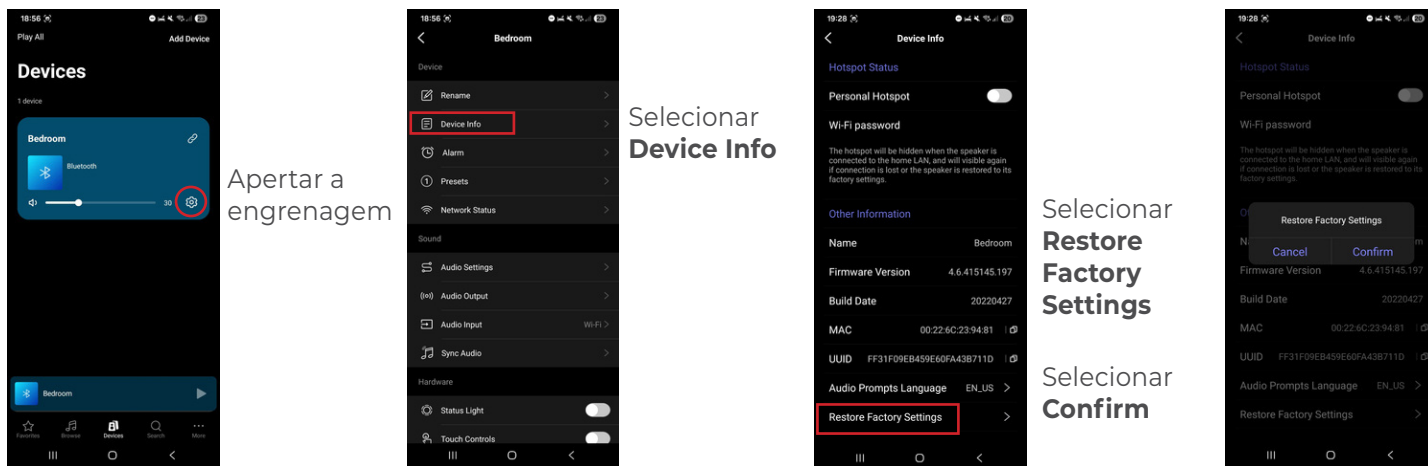 18:56
23
Play All
Add Device
Devices
1 device
Bedroom
Bluetooth
30
Bedroom
Favorites
Browse
Devices
Search
More
Apertar a
engrenagem
18:56
23
Bedroom
Device
Rename
Device Info
Alarm
Presets
Network Status
Sound
Audio Settings
Audio Output
Audio Input
Wi-Fi
Sync Audio
Hardware
Status Light
Touch Controls
Selecionar
Device Info
19:28
20
Device Info
Hotspot Status
Personal Hotspot
Wi-Fi password
The hotspot will be hidden when the speaker is
connected to the home LAN, and will visible again
if connection is lost or the speaker is restored to its
factory settings.
Other Information
Name
Bedroom
Firmware Version
4.6.415145.197
Build Date
20220427
MAC
00:22:6C:23:94:81
UUID
FF31F09EB459E60FA43B711D
Audio Prompts Language
EN_US
Restore Factory Settings
Selecionar
Restore
Factory
Settings
Selecionar
Confirm
19:28
20
Device Info
Hotspot Status
Personal Hotspot
Wi-Fi password
The hotspot will be hidden when the speaker is
connected to the home LAN, and will visible again
if connection is lost or the speaker is restored to its
factory settings.
Restore Factory Settings
Cancel
Confirm
Firmware Version
4.6.415145.197
Build Date
20220427
MAC
00:22:6C:23:94:81
UUID
FF31F09EB459E60FA43B711D
Audio Prompts Language
EN_US
Restore Factory Settings